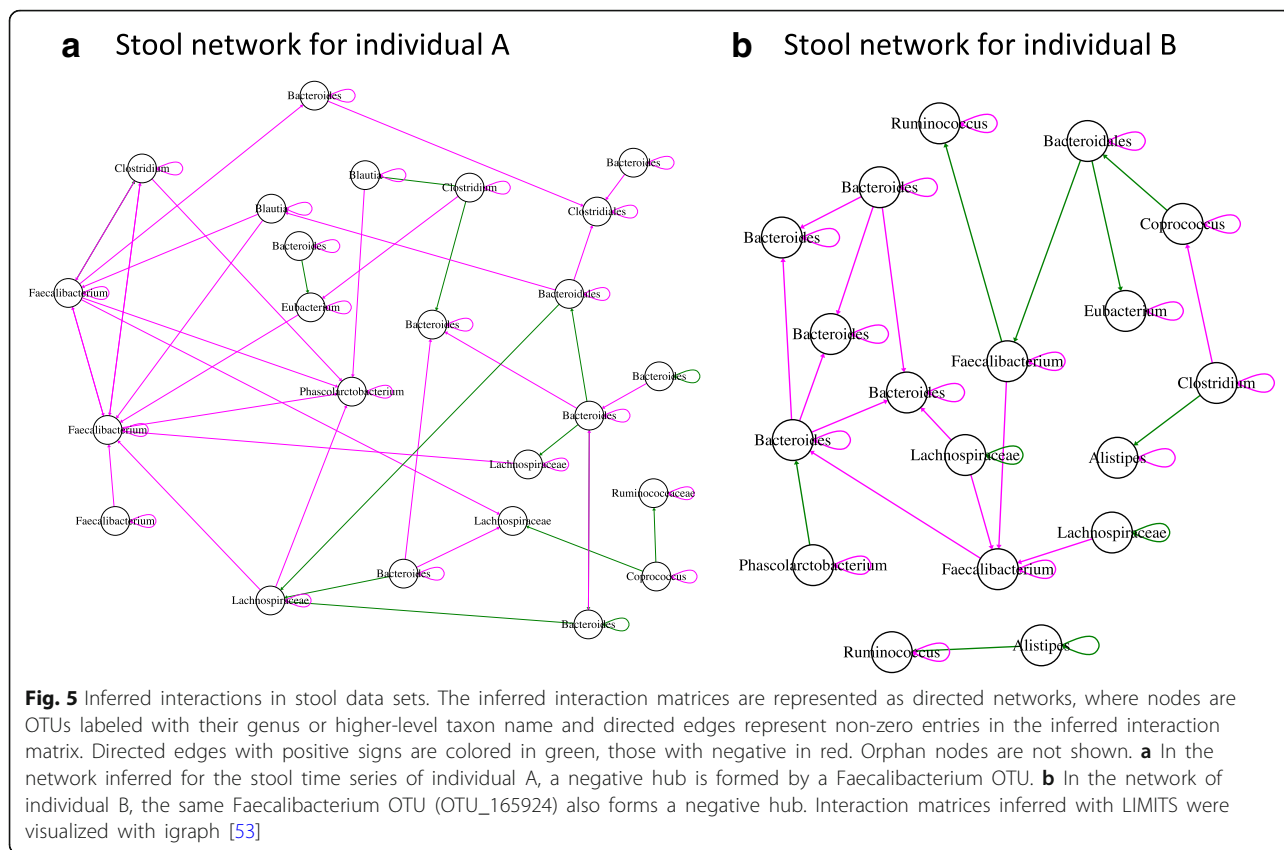 a Stool network for individual A
Bacteroides
Clostridium
Blautia
Clostridium
Bacteroides
Blautia
Clostridiales
Bacteroides
Faecalibacterium
Eubacterium
Bacteroidales
Bacteroides
Phascolarctobacterium
Bacteroides
Bacteroides
Faecalibacterium
Lachnospiraceae
Ruminococcaceae
Faecalibacterium
Lachnospiraceae
Bacteroides
Coprococcus
Lachnospiraceae
Bacteroides
b Stool network for individual B
Ruminococcus
Bacteroidales
Bacteroides
Bacteroides
Coprococcus
Bacteroides
Eubacterium
Faecalibacterium
Bacteroides
Clostridium
Bacteroides
Lachnospiraceae
Alistipes
Lachnospiraceae
Phascolarctobacterium
Faecalibacterium
Ruminococcus
Alistipes
Fig. 5 Inferred interactions in stool data sets. The inferred interaction matrices are represented as directed networks, where nodes are
OTUs labeled with their genus or higher-level taxon name and directed edges represent non-zero entries in the inferred interaction
matrix. Directed edges with positive signs are colored in green, those with negative in red. Orphan nodes are not shown. a In the
network inferred for the stool time series of individual A, a negative hub is formed by a Faecalibacterium OTU. b In the network of
individual B, the same Faecalibacterium OTU (OTU_165924) also forms a negative hub. Interaction matrices inferred with LIMITS were
visualized with igraph [53]